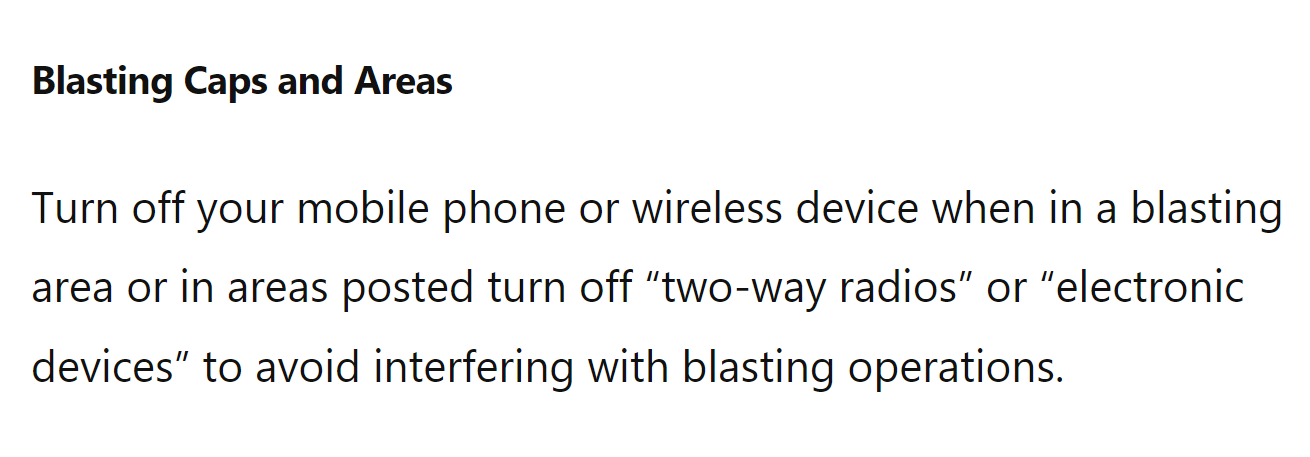 Blasting Caps and Areas
Turn off your mobile phone or wireless device when in a blasting
area or in areas posted turn off “two-way radios” or “electronic
devices” to avoid interfering with blasting operations.